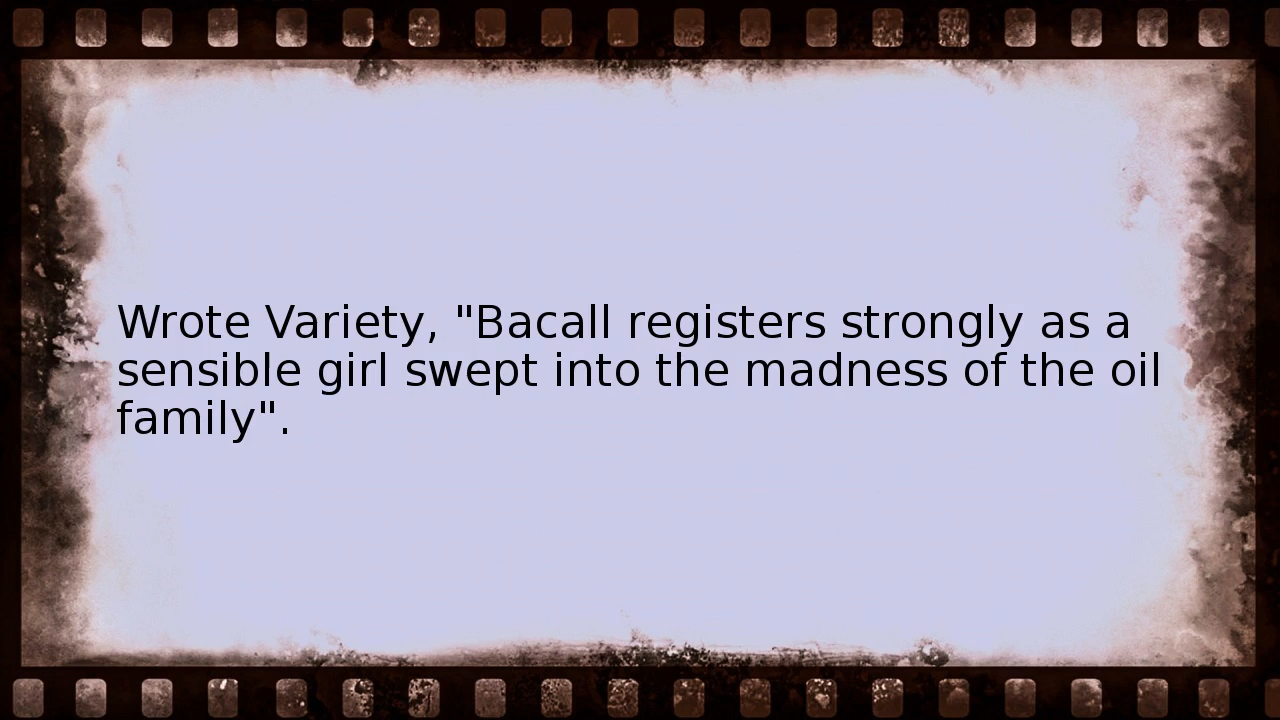 Wrote Variety, "Bacall registers strongly as a
sensible girl swept into the madness of the oil
family".